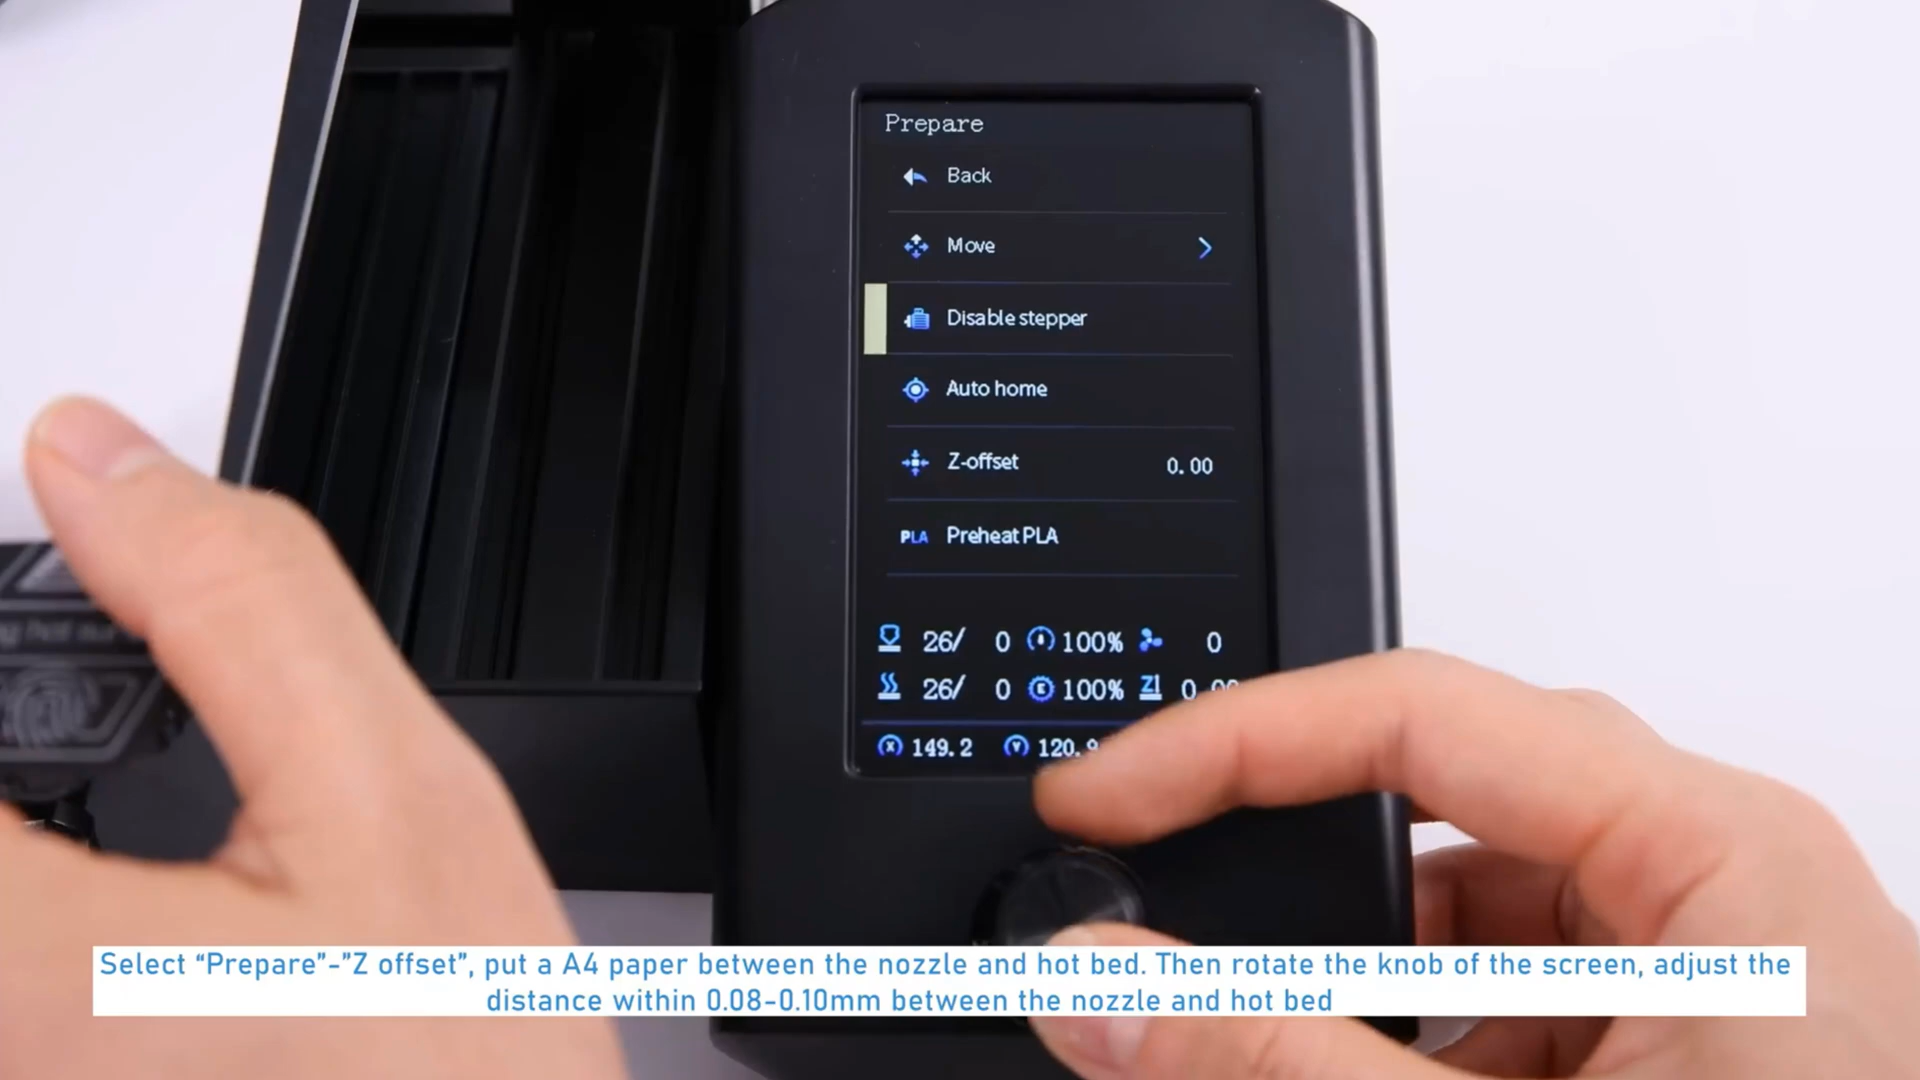 Prepare
Back
Move
Disable stepper
Auto home
Z-offset 0.00
PLA Preheat PLA
26/ 0 100% 0
26/ 0 E 100% Z
X 149.2 Y 120.9
Select “Prepare”-”Z offset”, put a A4 paper between the nozzle and hot bed. Then rotate the knob of the screen, adjust the
distance within 0.08-0.10mm between the nozzle and hot bed